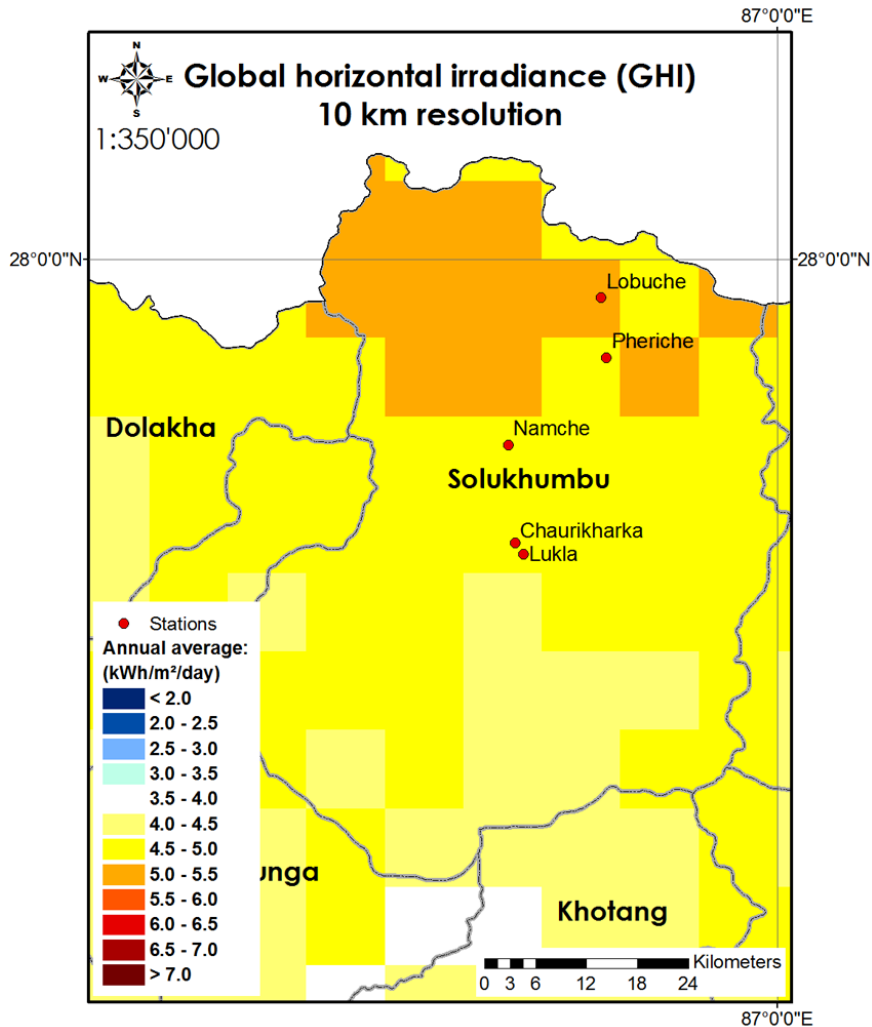 87°0'0"E
N
W E
S
Global horizontal irradiance (GHI)
10 km resolution
1:350'000
28°0'0"N
28°0'0"N
Lobuche
Pheriche
Dolakha
Namche
Solukhumbu
Chaurikharka
Lukla
Stations
Annual average:
(kWh/m²/day)
< 2.0
2.0 - 2.5
2.5 - 3.0
3.0 - 3.5
3.5 - 4.0
4.0 - 4.5
4.5 - 5.0
5.0 - 5.5
5.5 - 6.0
6.0 - 6.5
6.5 - 7.0
> 7.0
unga
Khotang
Kilometers
0 3 6 12 18 24
87°0'0"E